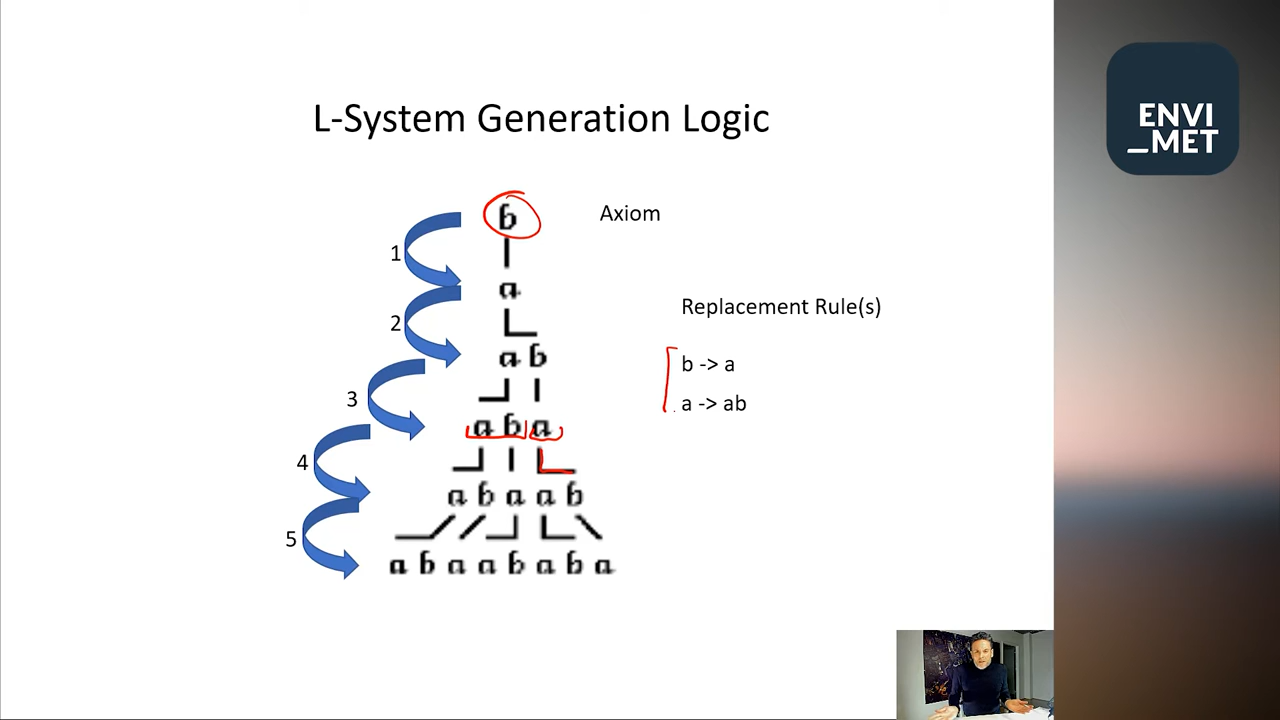 ENVI
_MET
L-System Generation Logic
b
Axiom
1
a
Replacement Rule(s)
2
a b
b -> a
3
a -> ab
a b a
4
a b a a b
5
a b a a b a b a